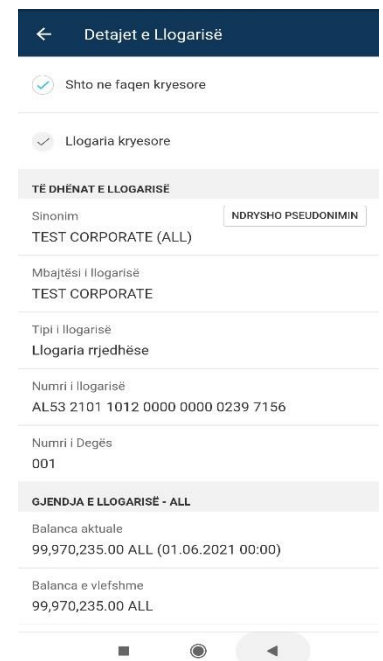 Detajet e Llogarisë
Shto ne faqen kryesore
Llogaria kryesore
TË DHËNAT E LLOGARISË
Sinonim
NDRYSHO PSEUDONIMIN
TEST CORPORATE (ALL)
Mbajtësi i llogarisë
TEST CORPORATE
Tipi i llogarisë
Llogaria rrjedhëse
Numri i llogarisë
AL53 2101 1012 0000 0000 0239 7156
Numri i Degës
001
GJENDJA E LLOGARISË - ALL
Balanca aktuale
99,970,235.00 ALL (01.06.2021 00:00)
Balanca e vlefshme
99,970,235.00 ALL